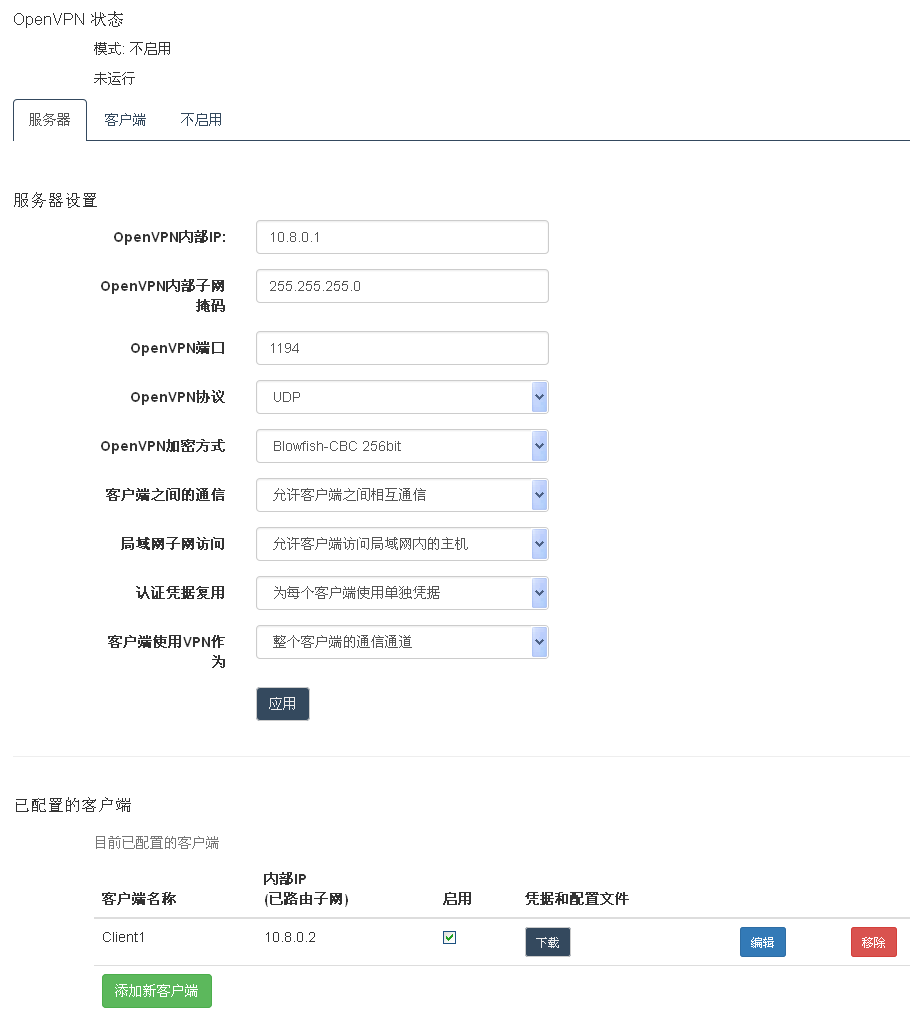 OpenVPN 状态
模式: 不启用
未运行
服务器 客户端 不启用
服务器设置
OpenVPN内部IP: 10.8.0.1
OpenVPN内部子网 255.255.255.0
掩码
OpenVPN端口 1194
OpenVPN协议 UDP
OpenVPN加密方式 Blowfish-CBC 256bit
客户端之间的通信 允许客户端之间相互通信
局域网子网访问 允许客户端访问局域网内的主机
认证凭据复用 为每个客户端使用单独凭据
客户端使用VPN作 整个客户端的通信通道
为
应用
已配置的客户端
目前已配置的客户端
内部IP
客户端名称 (已路由子网) 启用 凭据和配置文件
Client1 10.8.0.2 下载 编辑 移除
添加新客户端